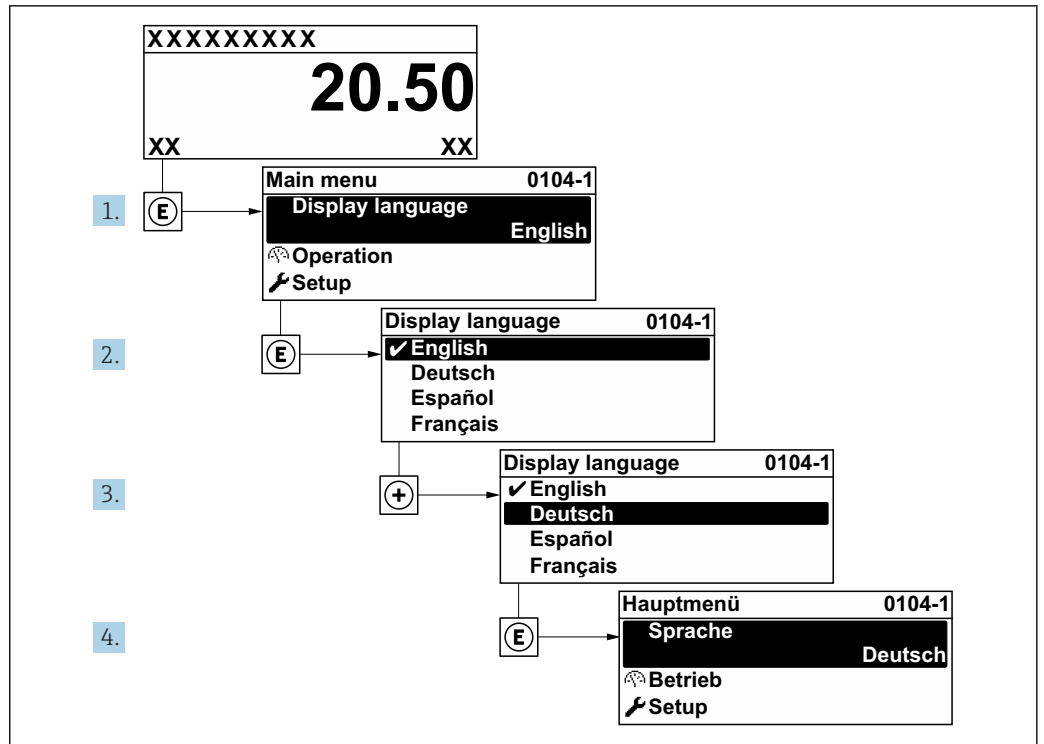 XXXXXXXXX
20.50
XX XX
1. E
Main menu 0104-1
Display language
English
Operation
Setup
2. E
Display language 0104-1
✔ English
Deutsch
Español
Français
3. +
Display language 0104-1
✔ English
Deutsch
Español
Français
4. E
Hauptmenü 0104-1
Sprache
Deutsch
Betrieb
Setup